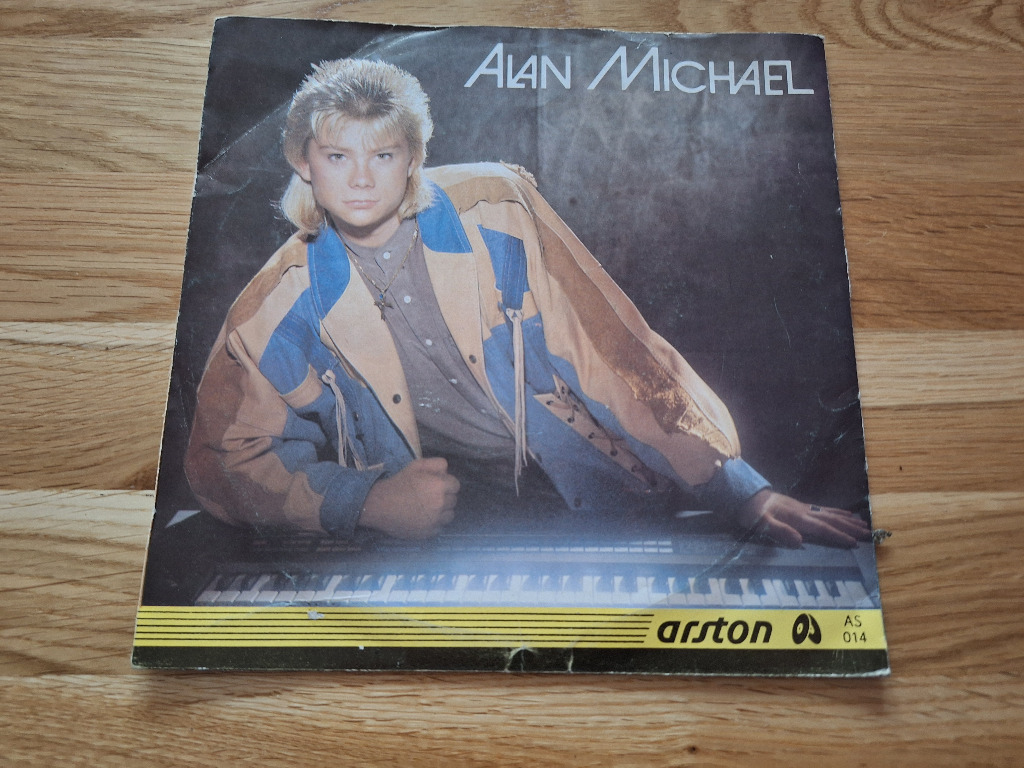 ALAN MICHAEL
arston
AS
014